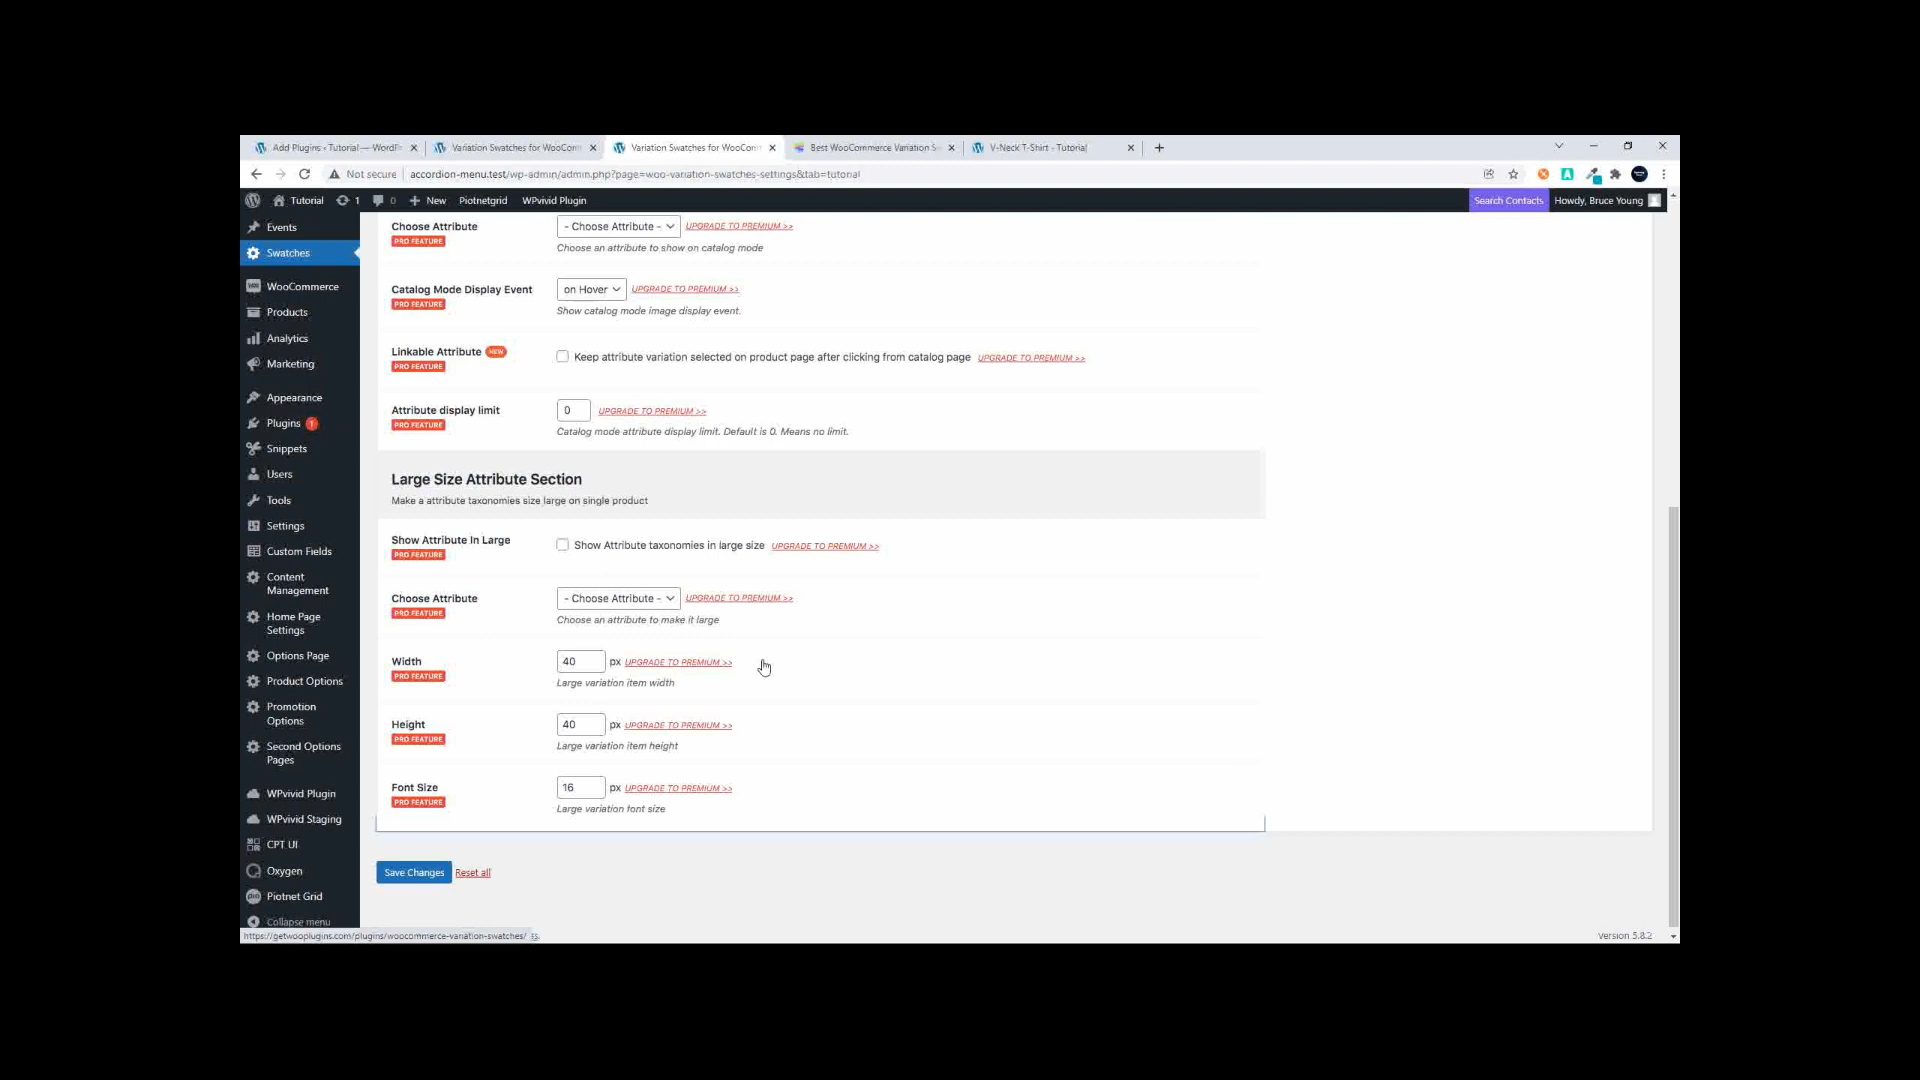 Add Plugins ‹ Tutorial — WordPr
Variation Swatches for WooCom
Variation Swatches for WooCom
Best WooCommerce Variation S
V-Neck T-Shirt - Tutorial
Not secure
accordion-menu.test/wp-admin/admin.php?page=woo-variation-swatches-settings&tab=tutorial
Tutorial
1
0
New
Piotnetgrid
WPvivid Plugin
Search Contacts
Howdy, Bruce Young
Events
Swatches
WooCommerce
Products
Analytics
Marketing
Appearance
Plugins 1
Snippets
Users
Tools
Settings
Custom Fields
Content
Management
Home Page
Settings
Options Page
Product Options
Promotion
Options
Second Options
Pages
WPvivid Plugin
WPvivid Staging
CPT UI
Oxygen
Piotnet Grid
Collapse menu
Choose Attribute
PRO FEATURE
- Choose Attribute -
UPGRADE TO PREMIUM >>
Choose an attribute to show on catalog mode
Catalog Mode Display Event
PRO FEATURE
on Hover
UPGRADE TO PREMIUM >>
Show catalog mode image display event.
Linkable Attribute NEW
PRO FEATURE
Keep attribute variation selected on product page after clicking from catalog page
UPGRADE TO PREMIUM >>
Attribute display limit
PRO FEATURE
0
UPGRADE TO PREMIUM >>
Catalog mode attribute display limit. Default is 0. Means no limit.
Large Size Attribute Section
Make a attribute taxonomies size large on single product
Show Attribute In Large
PRO FEATURE
Show Attribute taxonomies in large size
UPGRADE TO PREMIUM >>
Choose Attribute
PRO FEATURE
- Choose Attribute -
UPGRADE TO PREMIUM >>
Choose an attribute to make it large
Width
PRO FEATURE
40 px UPGRADE TO PREMIUM >>
Large variation item width
Height
PRO FEATURE
40 px UPGRADE TO PREMIUM >>
Large variation item height
Font Size
PRO FEATURE
16 px UPGRADE TO PREMIUM >>
Large variation font size
Save Changes
Reset all
https://getwooplugins.com/plugins/woocommerce-variation-swatches/
Version 5.8.2